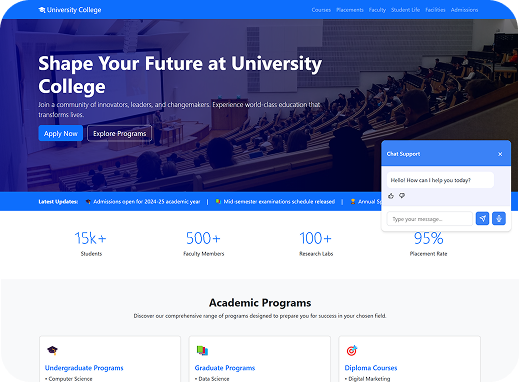 University College
Courses Placements Faculty Student Life Facilities Admissions
Shape Your Future at University
College
Join a community of innovators, leaders, and changemakers. Experience world-class education that
transforms lives.
Apply Now Explore Programs
Chat Support ×
Hello! How can I help you today?
Type your message...
Latest Updates: Admissions open for 2024-25 academic year | Mid-semester examinations schedule released | Annual
15k+ 500+ 100+ 95%
Students Faculty Members Research Labs Placement Rate
Academic Programs
Discover our comprehensive range of programs designed to prepare you for success in your chosen field.
Undergraduate Programs Graduate Programs Diploma Courses
• Computer Science • Data Science • Digital Marketing